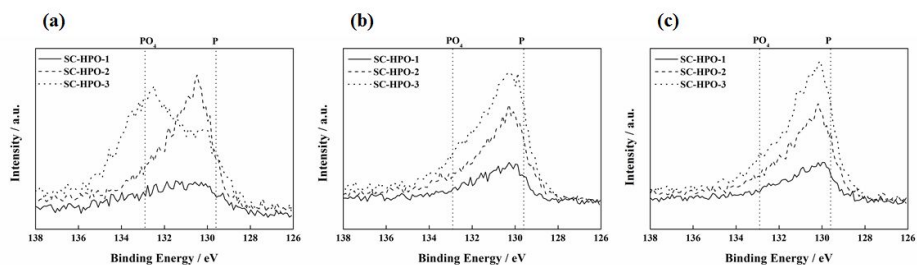 (a)
PO4 P
SC-HPO-1
SC-HPO-2
SC-HPO-3
Intensity / a.u.
138 136 134 132 130 128 126
Binding Energy / eV
(b)
PO4 P
SC-HPO-1
SC-HPO-2
SC-HPO-3
Intensity / a.u.
138 136 134 132 130 128 126
Binding Energy / eV
(c)
PO4 P
SC-HPO-1
SC-HPO-2
SC-HPO-3
Intensity / a.u.
138 136 134 132 130 128 126
Binding Energy / eV